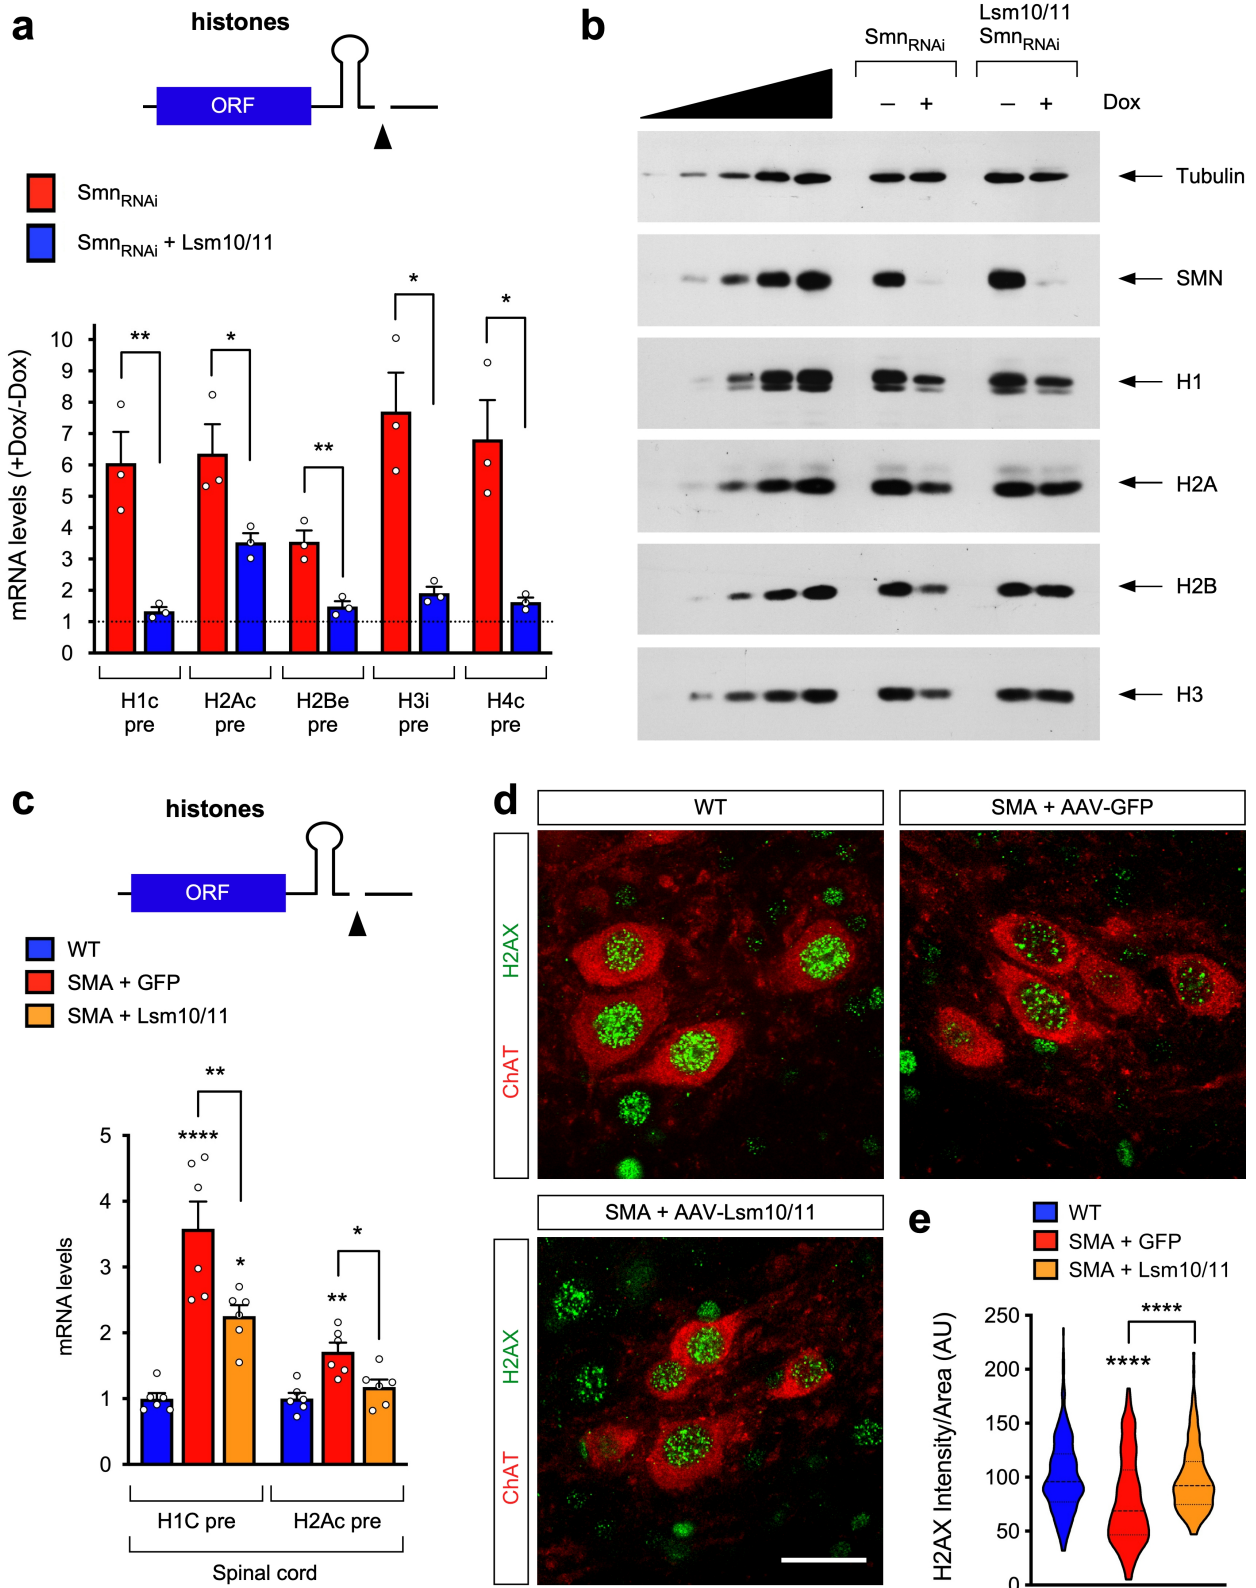 a
histones
ORF
SmnRNAi
SmnRNAi + Lsm10/11
mRNA levels (+Dox/-Dox)
10
9
8
7
6
5
4
3
2
1
0
**
*
**
*
*
H1c pre
H2Ac pre
H2Be pre
H3i pre
H4c pre
b
SmnRNAi
Lsm10/11
SmnRNAi
– + – + Dox
Tubulin
SMN
H1
H2A
H2B
H3
c
histones
ORF
WT
SMA + GFP
SMA + Lsm10/11
mRNA levels
5
4
3
2
1
0
**
****
*
*
**
H1C pre
H2Ac pre
Spinal cord
d
WT
SMA + AAV-GFP
H2AX
ChAT
SMA + AAV-Lsm10/11
H2AX
ChAT
e
WT
SMA + GFP
SMA + Lsm10/11
H2AX Intensity/Area (AU)
250
200
150
100
50
0
****
****